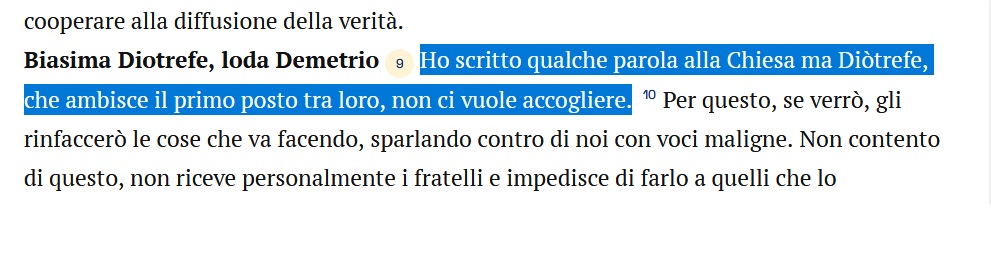 cooperare alla diffusione della verità.
Biasima Diotrefe, loda Demetrio 9 Ho scritto qualche parola alla Chiesa ma Diòtrefe,
che ambisce il primo posto tra loro, non ci vuole accogliere. 10 Per questo, se verrò, gli
rinfaccerò le cose che va facendo, sparlando contro di noi con voci maligne. Non contento
di questo, non riceve personalmente i fratelli e impedisce di farlo a quelli che lo